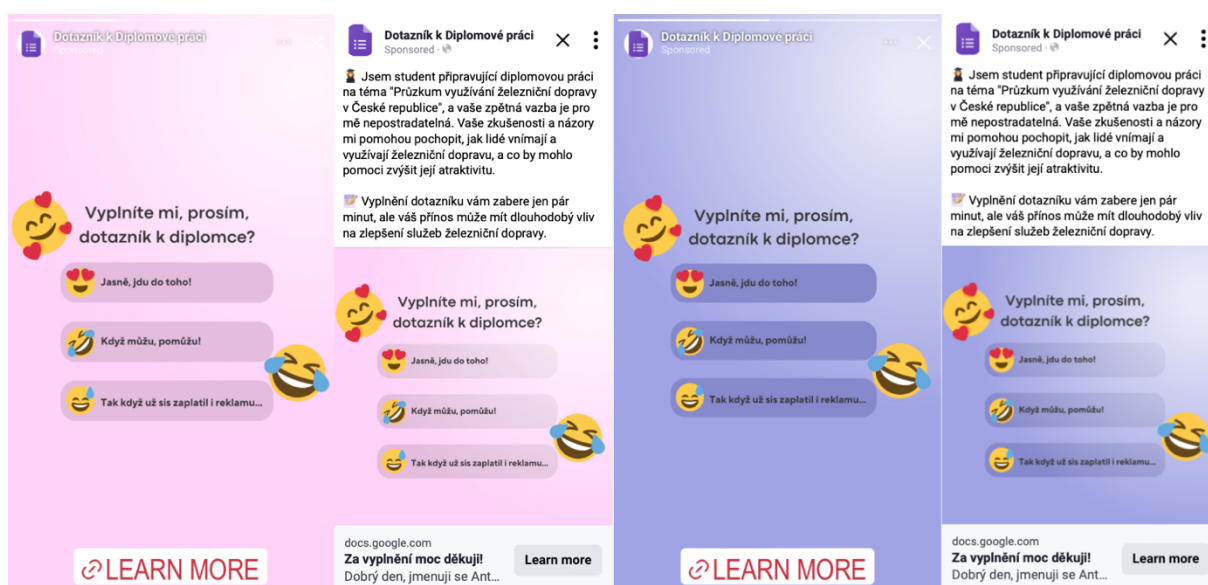 Dotazník k Diplomové práci
Sponsored
Vyplníte mi, prosím,
dotazník k diplomce?
Jasně, jdu do toho!
Když můžu, pomůžu!
Tak když už sis zaplatil i reklamu...
LEARN MORE
Dotazník k Diplomové práci
Sponsored ·
Jsem student připravující diplomovou práci
na téma "Průzkum využívání železniční dopravy
v České republice", a vaše zpětná vazba je pro
mě nepostradatelná. Vaše zkušenosti a názory
mi pomohou pochopit, jak lidé vnímají a
využívají železniční dopravu, a co by mohlo
pomoci zvýšit její atraktivitu.
Vyplnění dotazníku vám zabere jen pár
minut, ale váš přínos může mít dlouhodobý vliv
na zlepšení služeb železniční dopravy.
Vyplníte mi, prosím,
dotazník k diplomce?
Jasně, jdu do toho!
Když můžu, pomůžu!
Tak když už sis zaplatil i reklamu...
docs.google.com
Za vyplnění moc děkuji!
Dobrý den, jmenuji se Ant...
Learn more
Dotazník k Diplomové práci
Sponsored
Vyplníte mi, prosím,
dotazník k diplomce?
Jasně, jdu do toho!
Když můžu, pomůžu!
Tak když už sis zaplatil i reklamu...
LEARN MORE
Dotazník k Diplomové práci
Sponsored ·
Jsem student připravující diplomovou práci
na téma "Průzkum využívání železniční dopravy
v České republice", a vaše zpětná vazba je pro
mě nepostradatelná. Vaše zkušenosti a názory
mi pomohou pochopit, jak lidé vnímají a
využívají železniční dopravu, a co by mohlo
pomoci zvýšit její atraktivitu.
Vyplnění dotazníku vám zabere jen pár
minut, ale váš přínos může mít dlouhodobý vliv
na zlepšení služeb železniční dopravy.
Vyplníte mi, prosím,
dotazník k diplomce?
Jasně, jdu do toho!
Když můžu, pomůžu!
Tak když už sis zaplatil i reklamu...
docs.google.com
Za vyplnění moc děkuji!
Dobrý den, jmenuji se Ant...
Learn more